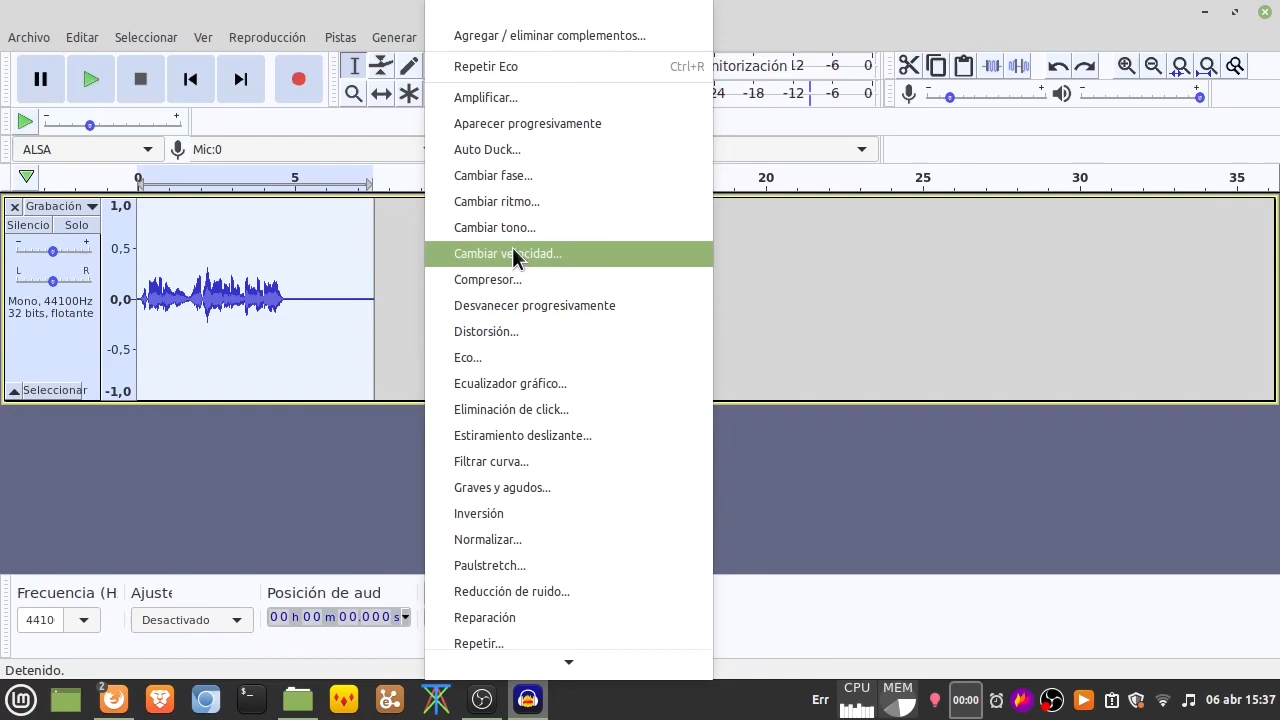 Archivo Editar Seleccionar Ver Reproducción Pistas Generar
Agregar / eliminar complementos...
Repetir Eco Ctrl+R
Amplificar...
Aparecer progresivamente
Auto Duck...
Cambiar fase...
Cambiar ritmo...
Cambiar tono...
Cambiar velocidad...
Compresor...
Desvanecer progresivamente
Distorsión...
Eco...
Ecualizador gráfico...
Eliminación de click...
Estiramiento deslizante...
Filtrar curva...
Graves y agudos...
Inversión
Normalizar...
Paulstretch...
Reducción de ruido...
Reparación
Repetir...
nitorización -6 0
24 -18 -12 -6 0
ALSA Mic:0
0 5 20 25 30 35
Grabación
Silencio Solo
L R
Mono, 44100Hz
32 bits, flotante
Seleccionar
1,0
0,5
0,0
-0,5
-1,0
Frecuencia (H Ajuste Posición de aud
4410 Desactivado 00 h 00 m 00.000 s
Detenido.
2 Err CPU MEM 00:00 06 abr 15:37